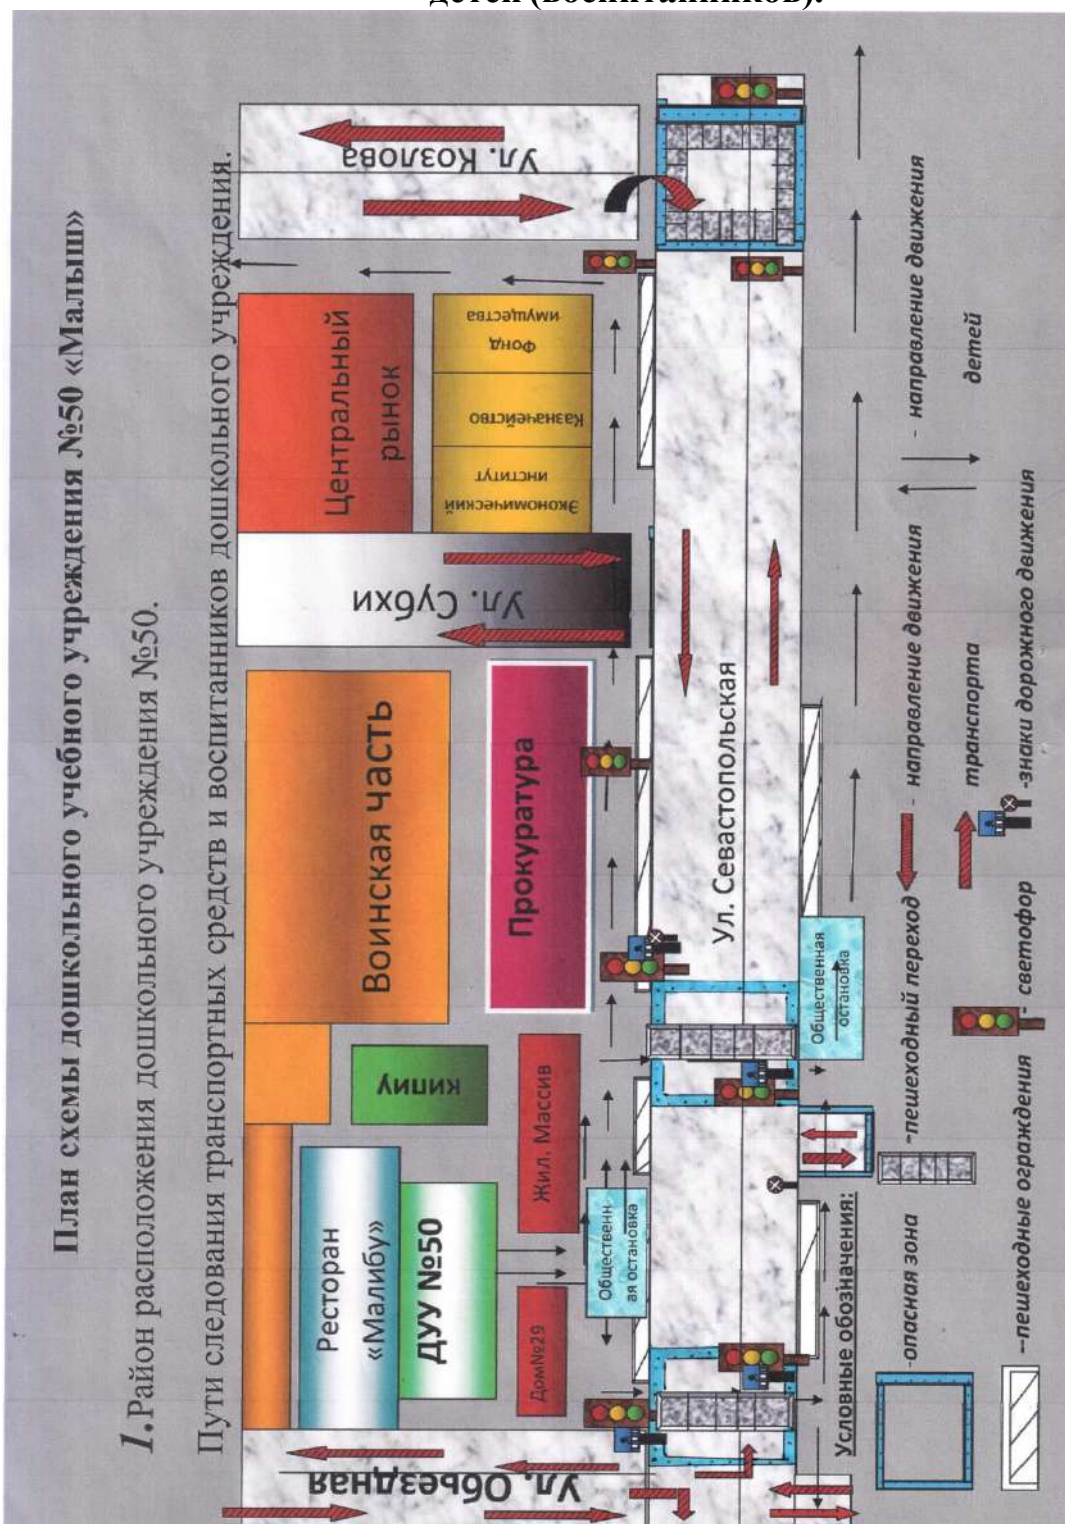 детей (воспитанников).
План схемы дошкольного учебного учреждения №50 «Малыш»
1.Район расположения дошкольного учреждения №50.
Пути следования транспортных средств и воспитанников дошкольного учреждения.
Ул. Обьездная
Ресторан
«Малибу»
ДУУ №50
кипиу
Воинская часть
Прокуратура
Дом№29
Жил. Массив
Общественн.
ая остановка
Ул. Субхи
Центральный
рынок
Экономический
институт
Казначейство
Фонд
имущества
Ул. Козлова
Ул. Севастопольская
Общественная
остановка
Условные обозначения:
-опасная зона
--пешеходный переход
- направление движения
транспорта
- направление движения
детей
--пешеходные ограждения
- светофор
-знаки дорожного движения